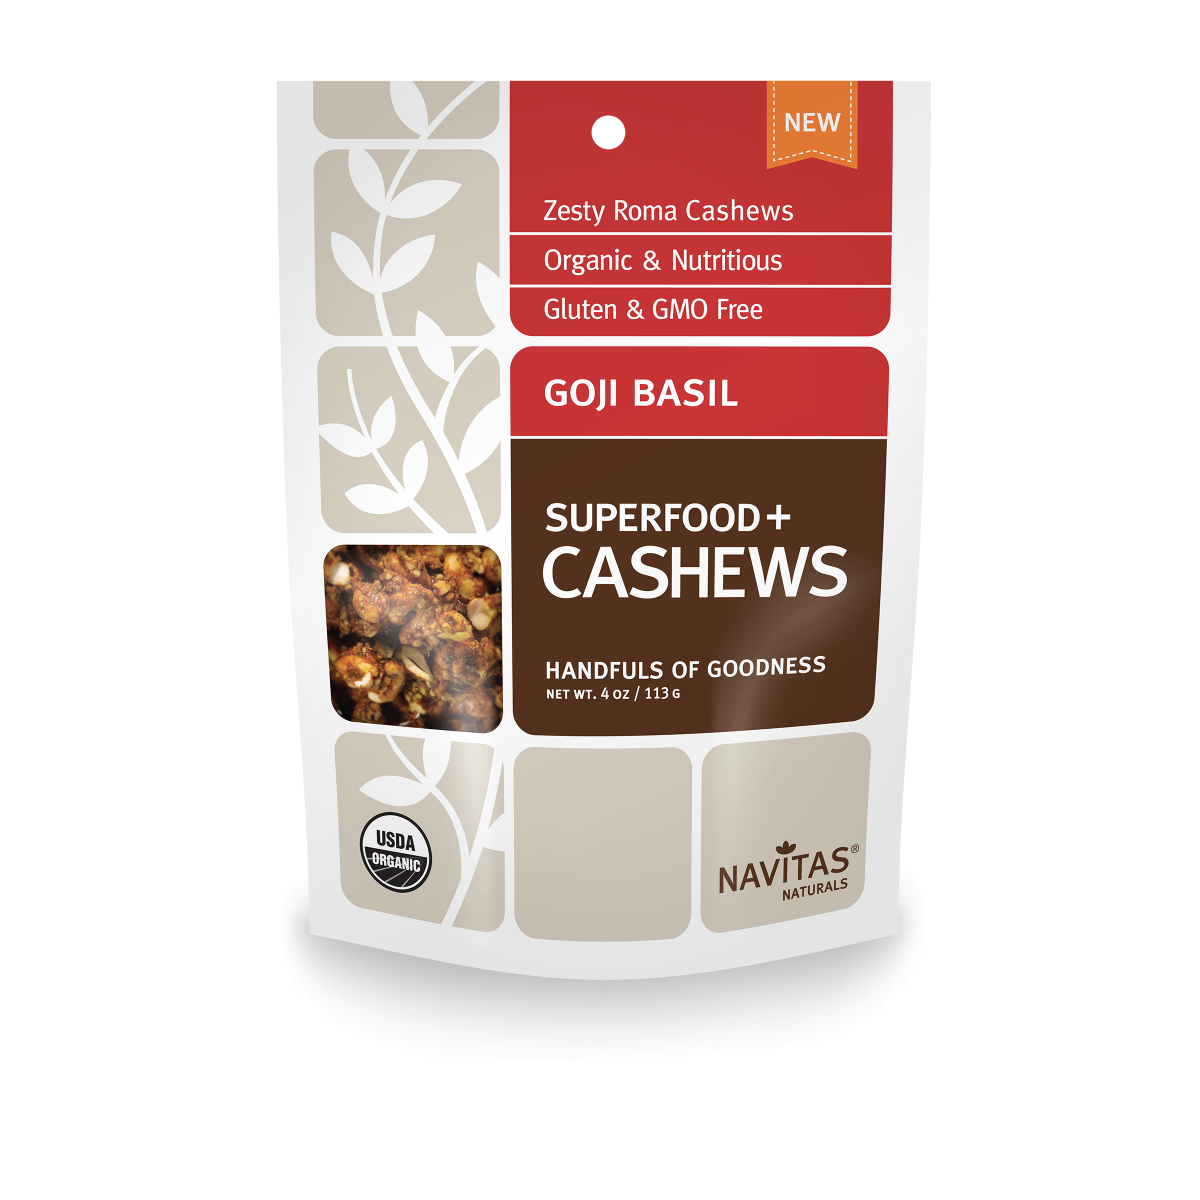 NEW
Zesty Roma Cashews
Organic & Nutritious
Gluten & GMO Free
GOJI BASIL
SUPERFOOD+
CASHEWS
HANDFULS OF GOODNESS
NET WT. 4 OZ / 113 G
USDA
ORGANIC
NAVITAS®
NATURALS